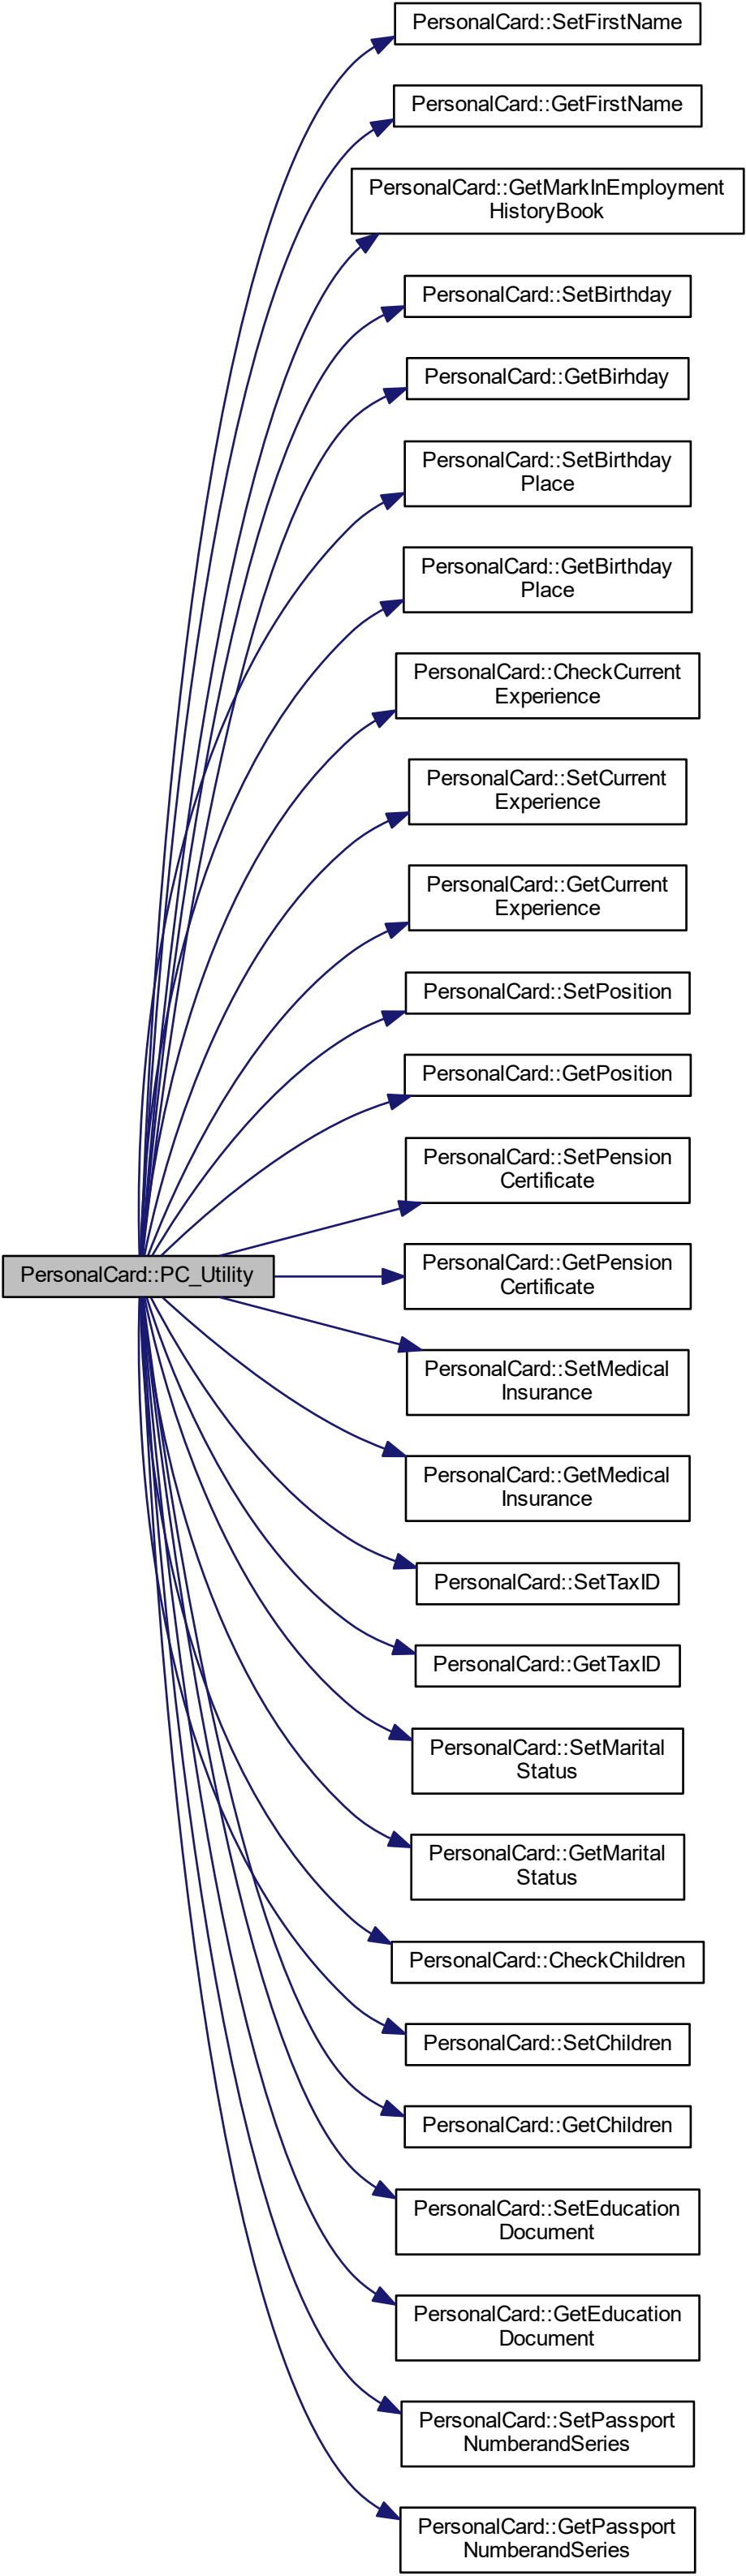 PersonalCard::SetFirstName
PersonalCard::GetFirstName
PersonalCard::GetMarkInEmployment
HistoryBook
PersonalCard::SetBirthday
PersonalCard::GetBirhday
PersonalCard::SetBirthday
Place
PersonalCard::GetBirthday
Place
PersonalCard::CheckCurrent
Experience
PersonalCard::SetCurrent
Experience
PersonalCard::GetCurrent
Experience
PersonalCard::SetPosition
PersonalCard::GetPosition
PersonalCard::SetPension
Certificate
PersonalCard::PC_Utility
PersonalCard::GetPension
Certificate
PersonalCard::SetMedical
Insurance
PersonalCard::GetMedical
Insurance
PersonalCard::SetTaxID
PersonalCard::GetTaxID
PersonalCard::SetMarital
Status
PersonalCard::GetMarital
Status
PersonalCard::CheckChildren
PersonalCard::SetChildren
PersonalCard::GetChildren
PersonalCard::SetEducation
Document
PersonalCard::GetEducation
Document
PersonalCard::SetPassport
NumberandSeries
PersonalCard::GetPassport
NumberandSeries